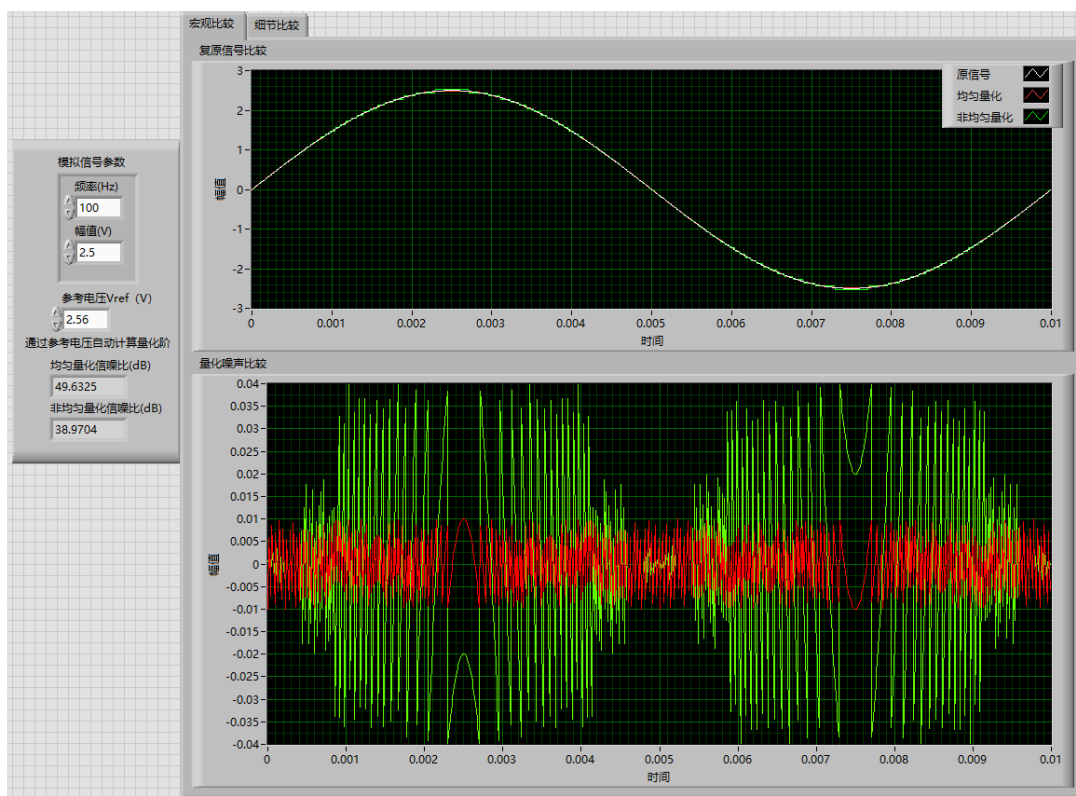 宏观比较 细节比较
复原信号比较
原信号
均匀量化
非均匀量化
3
2
1
0
-1
-2
-3
幅值
0 0.001 0.002 0.003 0.004 0.005 0.006 0.007 0.008 0.009 0.01
时间
模拟信号参数
频率(Hz)
100
幅值(V)
2.5
参考电压Vref（V）
2.56
通过参考电压自动计算量化阶
均匀量化信噪比(dB)
49.6325
非均匀量化信噪比(dB)
38.9704
量化噪声比较
0.04
0.035
0.03
0.025
0.02
0.015
0.01
0.005
0
-0.005
-0.01
-0.015
-0.02
-0.025
-0.03
-0.035
-0.04
幅值
0 0.001 0.002 0.003 0.004 0.005 0.006 0.007 0.008 0.009 0.01
时间